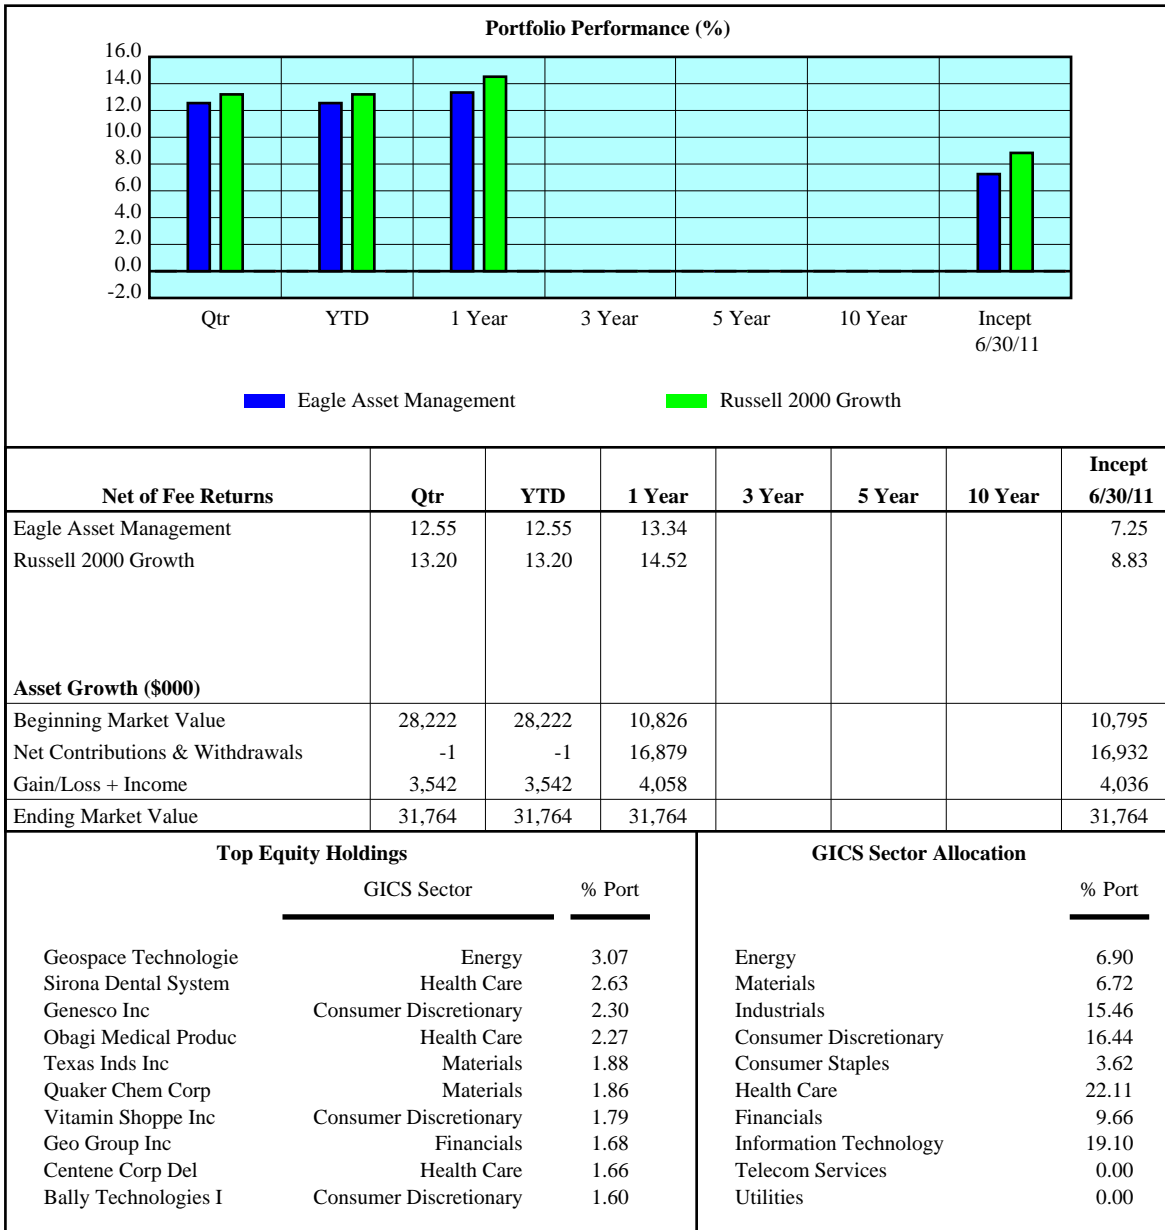 Portfolio Performance (%)
16.0
14.0
12.0
10.0
8.0
6.0
4.0
2.0
0.0
-2.0
Qtr YTD 1 Year 3 Year 5 Year 10 Year Incept
6/30/11
Eagle Asset Management Russell 2000 Growth
Incept
Net of Fee Returns Qtr YTD 1 Year 3 Year 5 Year 10 Year 6/30/11
Eagle Asset Management 12.55 12.55 13.34 7.25
Russell 2000 Growth 13.20 13.20 14.52 8.83
Asset Growth ($000)
Beginning Market Value 28,222 28,222 10,826 10,795
Net Contributions & Withdrawals -1 -1 16,879 16,932
Gain/Loss + Income 3,542 3,542 4,058 4,036
Ending Market Value 31,764 31,764 31,764 31,764
Top Equity Holdings
GICS Sector % Port
Geospace Technologie Energy 3.07
Sirona Dental System Health Care 2.63
Genesco Inc Consumer Discretionary 2.30
Obagi Medical Produc Health Care 2.27
Texas Inds Inc Materials 1.88
Quaker Chem Corp Materials 1.86
Vitamin Shoppe Inc Consumer Discretionary 1.79
Geo Group Inc Financials 1.68
Centene Corp Del Health Care 1.66
Bally Technologies I Consumer Discretionary 1.60
GICS Sector Allocation
% Port
Energy 6.90
Materials 6.72
Industrials 15.46
Consumer Discretionary 16.44
Consumer Staples 3.62
Health Care 22.11
Financials 9.66
Information Technology 19.10
Telecom Services 0.00
Utilities 0.00